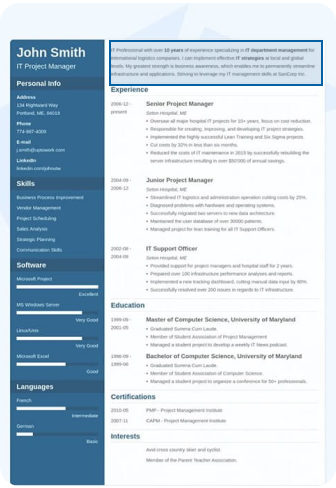 John Smith
IT Project Manager
Personal Info
Address
134 Rightward Way
Portland, ME, 04019
Phone
774-987-4009
E-mail
j.smith@uptowork.com
LinkedIn
linkedin.com/johnutw
Skills
Business Process Improvement
Vendor Management
Project Scheduling
Sales Analysis
Strategic Planning
Communication Skills
Software
Microsoft Project
Excellent
MS Windows Server
Very Good
Linux/Unix
Very Good
Microsoft Excel
Good
Languages
French
Intermediate
German
Basic
IT Professional with over 10 years of experience specializing in IT department management for
international logistics companies. I can implement effective IT strategies at local and global
levels. My greatest strength is business awareness, which enables me to permanently streamline
infrastructure and applications. Striving to leverage my IT management skills at SanCorp Inc.
Experience
2006-12 -
present
Senior Project Manager
Seton Hospital, ME
• Oversaw all major hospital IT projects for 10+ years, focus on cost reduction.
• Responsible for creating, improving, and developing IT project strategies.
• Implemented the highly successful Lean Training and Six Sigma projects.
• Cut costs by 32% in less than six months.
• Reduced the costs of IT maintenance in 2015 by successfully rebuilding the
server infrastructure resulting in over $50'000 of annual savings.
2004-09 -
2006-12
Junior Project Manager
Seton Hospital, ME
• Streamlined IT logistics and administration operation cutting costs by 25%.
• Diagnosed problems with hardware and operating systems.
• Successfully migrated two servers to new data architecture.
• Maintained the user database of over 30000 patients.
• Managed project for lean training for all IT Support Officers.
2002-08 -
2004-09
IT Support Officer
Seton Hospital, ME
• Provided support for project managers and hospital staff for 2 years.
• Prepared over 100 infrastructure performance analyses and reports.
• Implemented a new tracking dashboard, cutting manual data input by 80%.
• Successfully resolved over 200 issues in regards to IT infrastructure.
Education
1999-09 -
2001-05
Master of Computer Science, University of Maryland
• Graduated Summa Cum Laude.
• Member of Student Association of Project Management
• Managed a student project to develop a weekly IT News podcast.
1996-09 -
1999-06
Bachelor of Computer Science, University of Maryland
• Graduated Summa Cum Laude.
• Member of Student Association of Computer Science.
• Managed a student project to organize a conference for 50+ professionals.
Certifications
2010-05
PMP - Project Management Institute
2007-11
CAPM - Project Management Institute
Interests
Avid cross country skier and cyclist.
Member of the Parent Teacher Association.